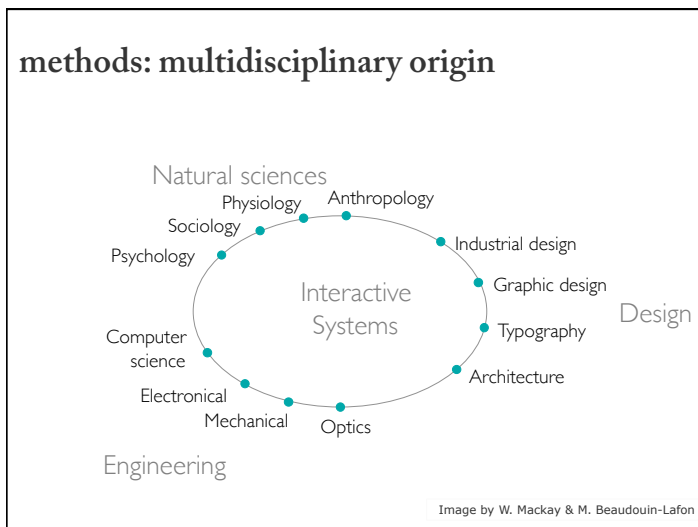 methods: multidisciplinary origin
Natural sciences
Physiology
Anthropology
Sociology
Psychology
Industrial design
Graphic design
Interactive
Systems
Design
Typography
Computer
science
Architecture
Electronical
Mechanical
Optics
Engineering
Image by W. Mackay & M. Beaudouin-Lafon